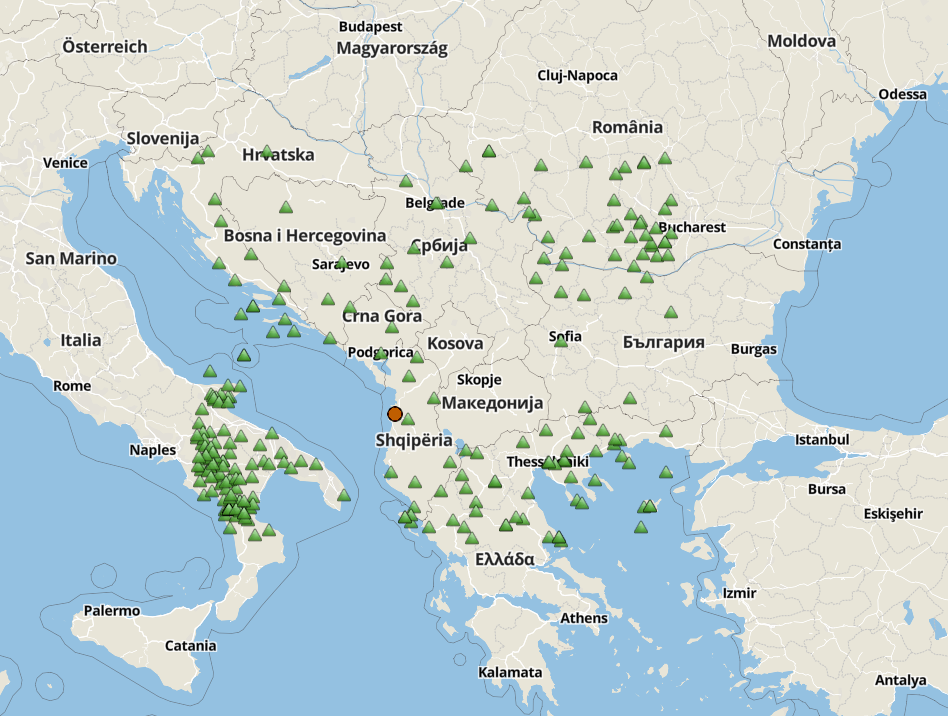 Budapest
Österreich
Magyarország
Moldova
Cluj-Napoca
Odessa
România
Slovenija
Hrvatska
Venice
Belgrade
Bucharest
Bosna i Hercegovina
Србија
Constanța
San Marino
Sarajevo
Crna Gora
Sofia
Italia
Kosova
България
Podgorica
Burgas
Skopje
Rome
Македонија
Shqipëria
Istanbul
Naples
Thessaloniki
Bursa
Eskişehir
Ελλάδα
Izmir
Palermo
Athens
Catania
Kalamata
Antalya